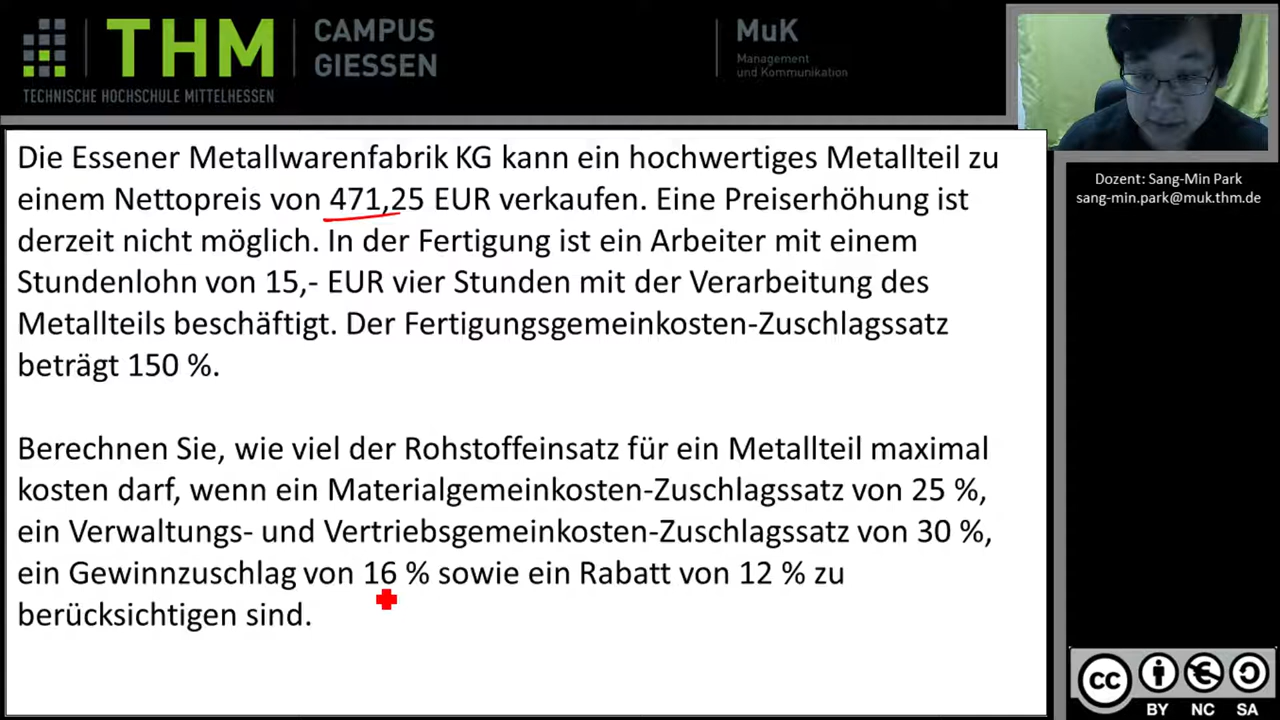 THM
CAMPUS
GIESSEN
TECHNISCHE HOCHSCHULE MITTELHESSEN
MuK
Management
und Kommunikation
Die Essener Metallwarenfabrik KG kann ein hochwertiges Metallteil zu
einem Nettopreis von 471,25 EUR verkaufen. Eine Preiserhöhung ist
derzeit nicht möglich. In der Fertigung ist ein Arbeiter mit einem
Stundenlohn von 15,- EUR vier Stunden mit der Verarbeitung des
Metallteils beschäftigt. Der Fertigungsgemeinkosten-Zuschlagssatz
beträgt 150 %.
Berechnen Sie, wie viel der Rohstoffeinsatz für ein Metallteil maximal
kosten darf, wenn ein Materialgemeinkosten-Zuschlagssatz von 25 %,
ein Verwaltungs- und Vertriebsgemeinkosten-Zuschlagssatz von 30 %,
ein Gewinnzuschlag von 16 % sowie ein Rabatt von 12 % zu
berücksichtigen sind.
Dozent: Sang-Min Park
sang-min.park@muk.thm.de
cc
BY NC SA